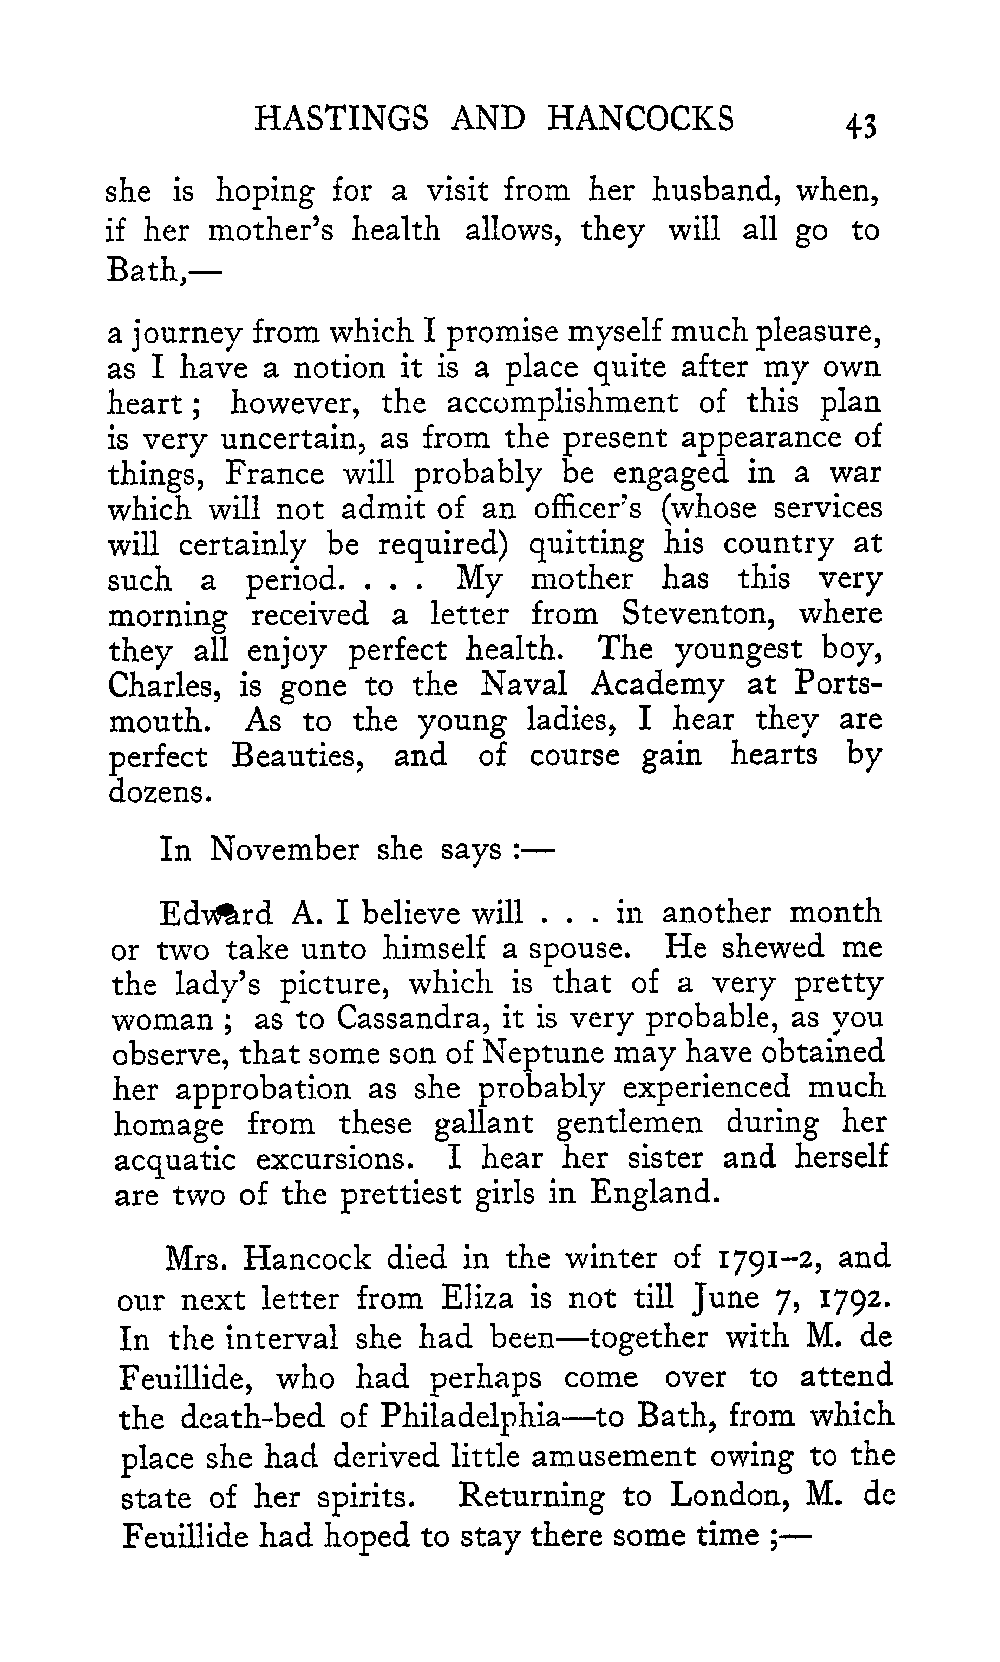 HASTINGS AND HANCOCKS 43
she is hoping for a visit from her husband, when,
if her mother's health allows, they will all go to
Bath,—
a journey from which I promise myself much pleasure,
as I have a notion it is a place quite after my own
heart ; however, the accomplishment of this plan
is very uncertain, as from the present appearance of
things, France will probably be engaged in a war
which will not admit of an officer's (whose services
will certainly be required) quitting his country at
such a period. . . . My mother has this very
morning received a letter from Steventon, where
they all enjoy perfect health. The youngest boy,
Charles, is gone to the Naval Academy at Ports-
mouth. As to the young ladies, I hear they are
perfect Beauties, and of course gain hearts by
dozens.
In November she says :—
Edward A. I believe will . . . in another month
or two take unto himself a spouse. He shewed me
the lady's picture, which is that of a very pretty
woman ; as to Cassandra, it is very probable, as you
observe, that some son of Neptune may have obtained
her approbation as she probably experienced much
homage from these gallant gentlemen during her
acquatic excursions. I hear her sister and herself
are two of the prettiest girls in England.
Mrs. Hancock died in the winter of 1791–2, and
our next letter from Eliza is not till June 7, 1792.
In the interval she had been—together with M. de
Feuillide, who had perhaps come over to attend
the death-bed of Philadelphia—to Bath, from which
place she had derived little amusement owing to the
state of her spirits. Returning to London, M. de
Feuillide had hoped to stay there some time ;—